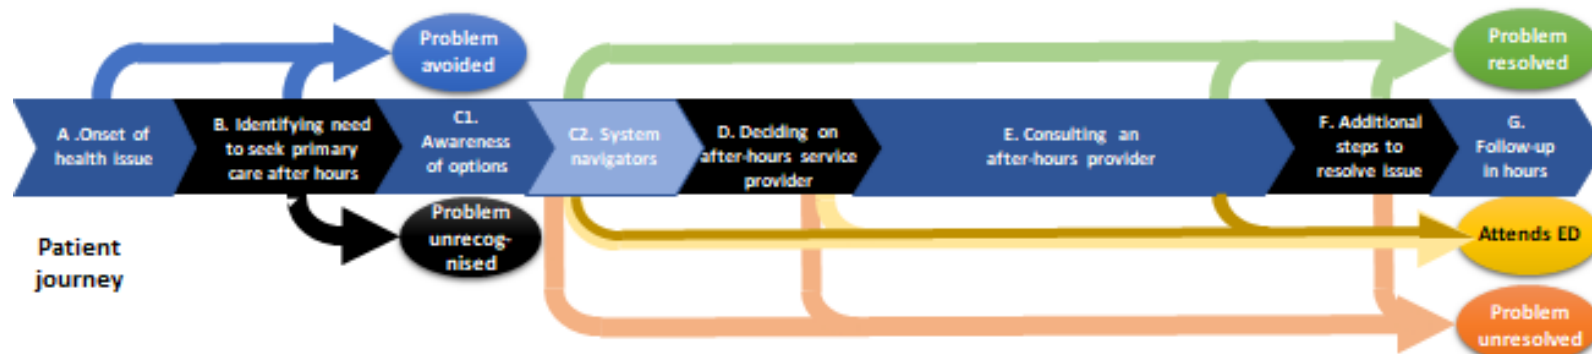 Problem
avoided
Problem
resolved
A .Onset of
health issue
B. Identifying need
to seek primary
care after hours
C1.
Awareness
of options
C2. System
navigators
D. Deciding on
after-hours service
provider
E. Consulting an
after-hours provider
F. Additional
steps to
resolve issue
G.
Follow-up
in hours
Patient
journey
Problem
unrecog-
nised
Attends ED
Problem
unresolved